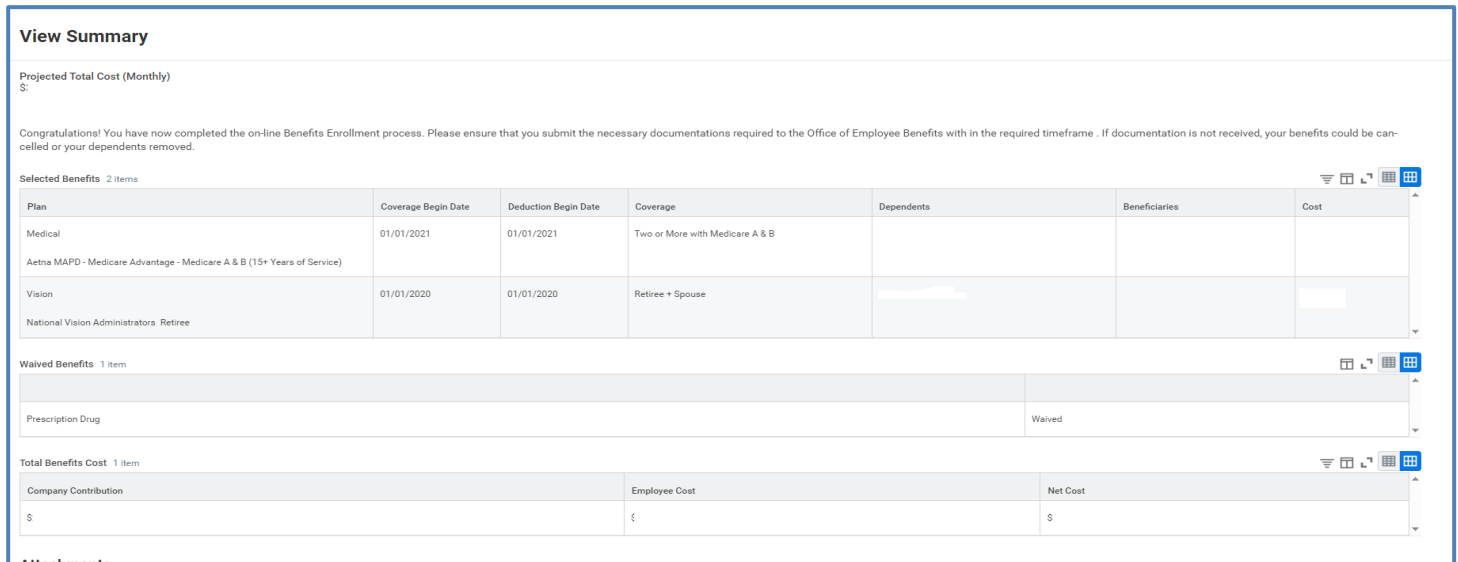 View Summary
Projected Total Cost (Monthly)
$
Congratulations! You have now completed the on-line Benefits Enrollment process. Please ensure that you submit the necessary documentations required to the Office of Employee Benefits with in the required timeframe . If documentation is not received, your benefits could be can-
celled or your dependents removed.
Selected Benefits 2 items
Plan Coverage Begin Date Deduction Begin Date Coverage Dependents Beneficiaries Cost
Medical 01/01/2021 01/01/2021 Two or More with Medicare A & B
Aetna MAPD - Medicare Advantage - Medicare A & B (15+ Years of Service)
Vision 01/01/2020 01/01/2020 Retiree + Spouse
National Vision Administrators Retiree
Waived Benefits 1 item
Prescription Drug Waived
Total Benefits Cost 1 item
Company Contribution Employee Cost Net Cost
$ $ $